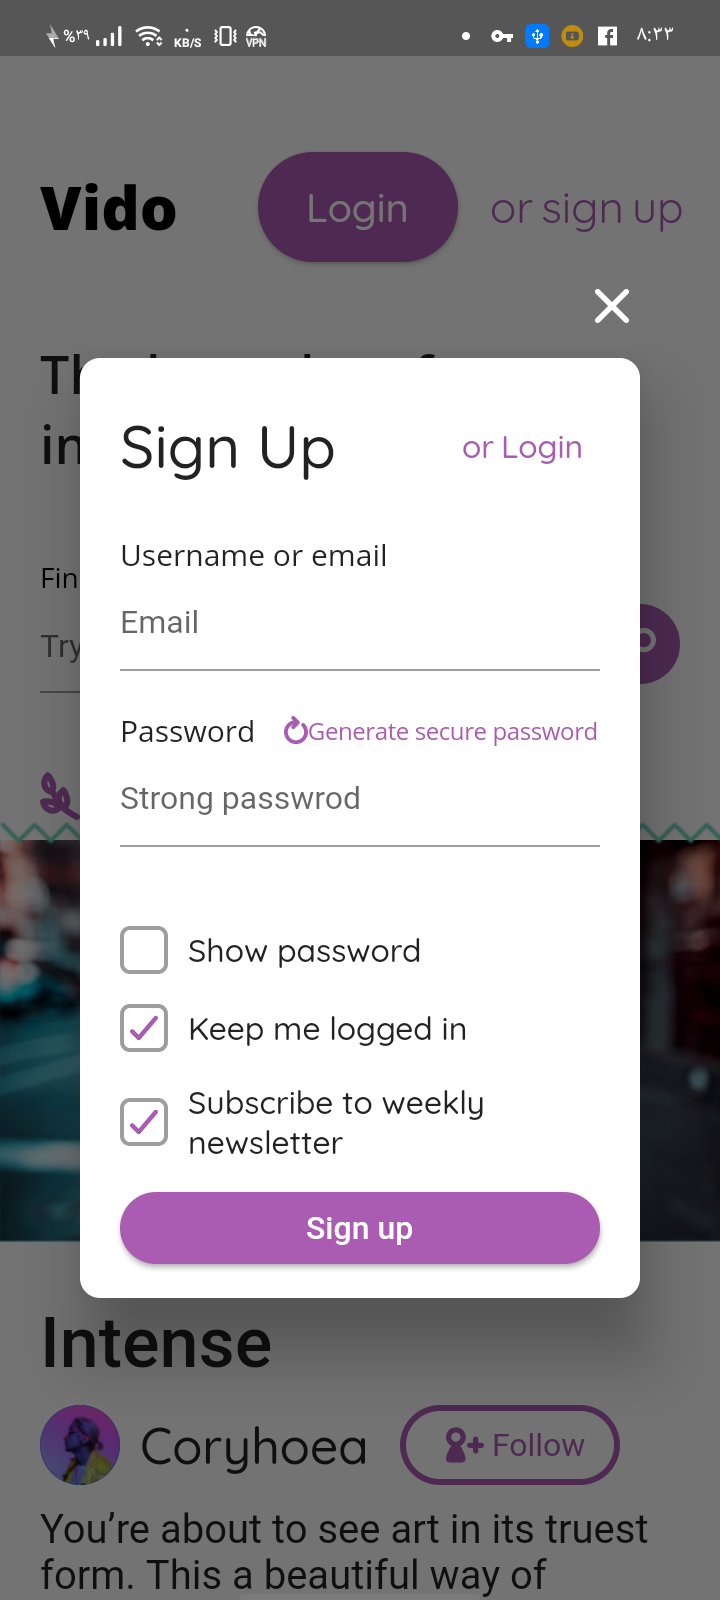 %۳۹ KB/S VPN ۸:۳۳
Vido Login or sign up
Sign Up or Login
Username or email
Fin
Email
Try
Password Generate secure password
Strong passwrod
Show password
Keep me logged in
Subscribe to weekly
newsletter
Sign up
Intense
Coryhoea Follow
You’re about to see art in its truest
form. This a beautiful way of